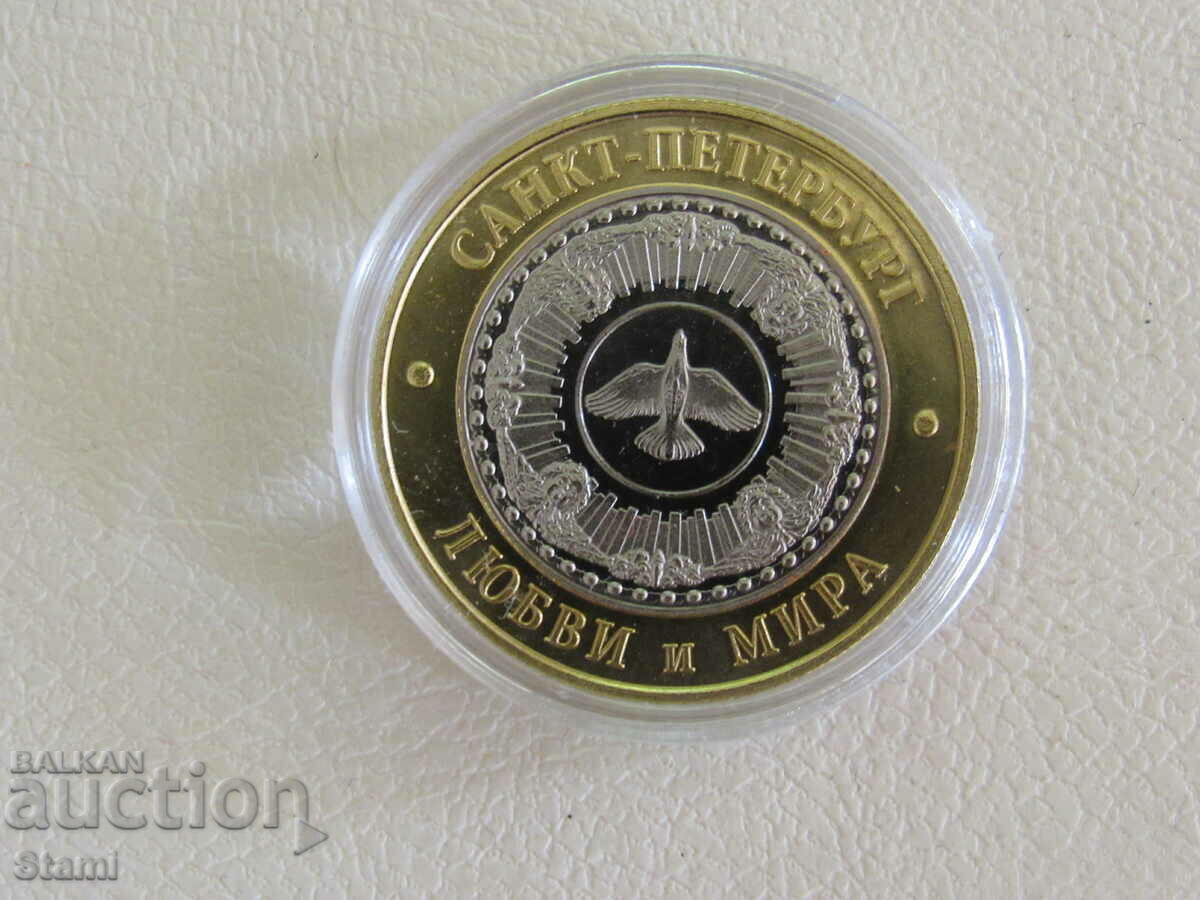 САНКТ-ПЕТЕРБУРГ
ЛЮБВИ и МИРА
BALKAN
auction
Stami